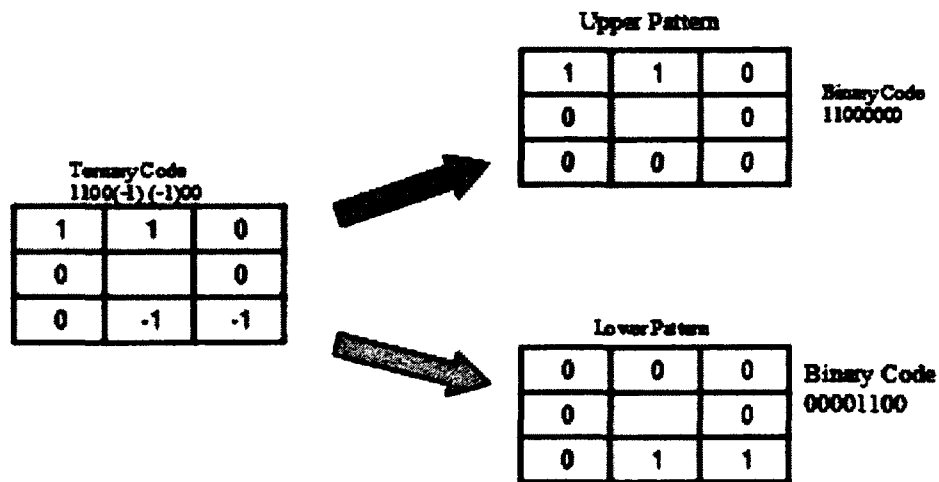 Upper Pattern
1 1 0
0 0
0 0 0
Binary Code
11000000
Ternary Code
1100(-1)(-1)00
1 1 0
0 0
0 -1 -1
Lower Pattern
0 0 0
0 0
0 1 1
Binary Code
00001100